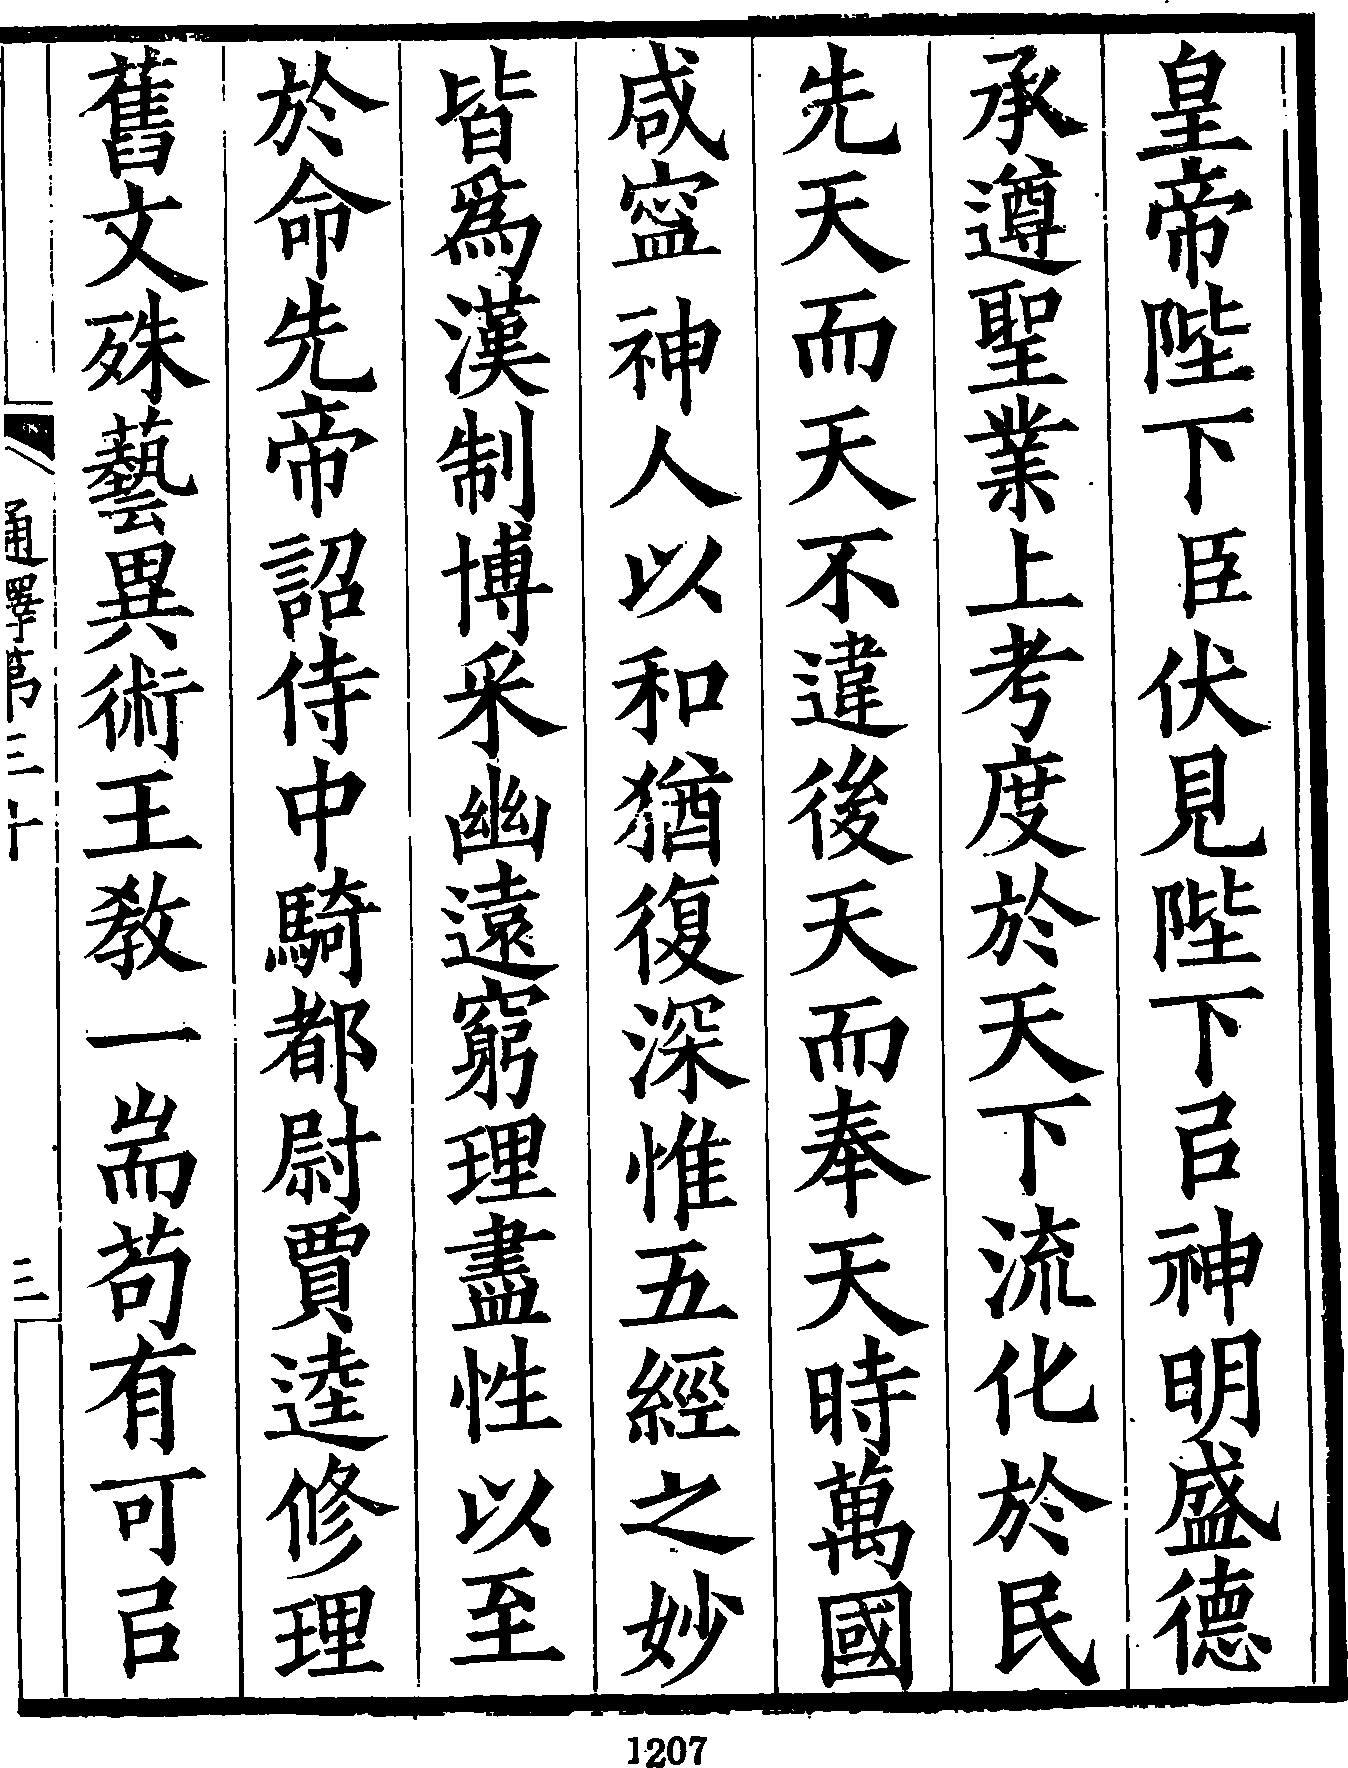 皇帝陛下臣伏見陛下㠯神明盛德
承遵聖業上考度於天下流化於民
先天而天不違後天而奉天時萬國
咸寍神人以和猶復深惟五經之妙
皆爲漢制博采幽遠窮理盡性以至
於命先帝詔侍中騎都尉賈逵修理
舊文殊藝異術王教一耑苟有可㠯
通釋弟三十
三
1207